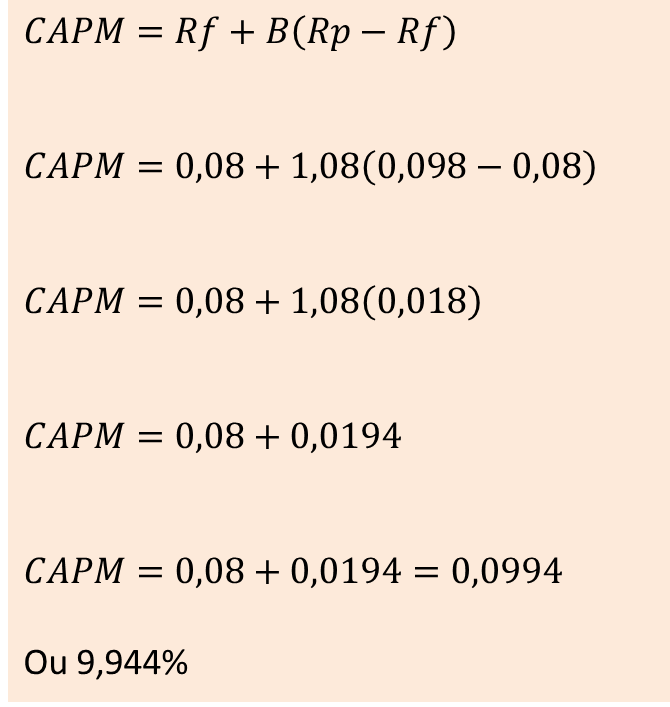 CAPM = Rf + B(Rp − Rf)
CAPM = 0,08 + 1,08(0,098 − 0,08)
CAPM = 0,08 + 1,08(0,018)
CAPM = 0,08 + 0,0194
CAPM = 0,08 + 0,0194 = 0,0994
Ou 9,944%